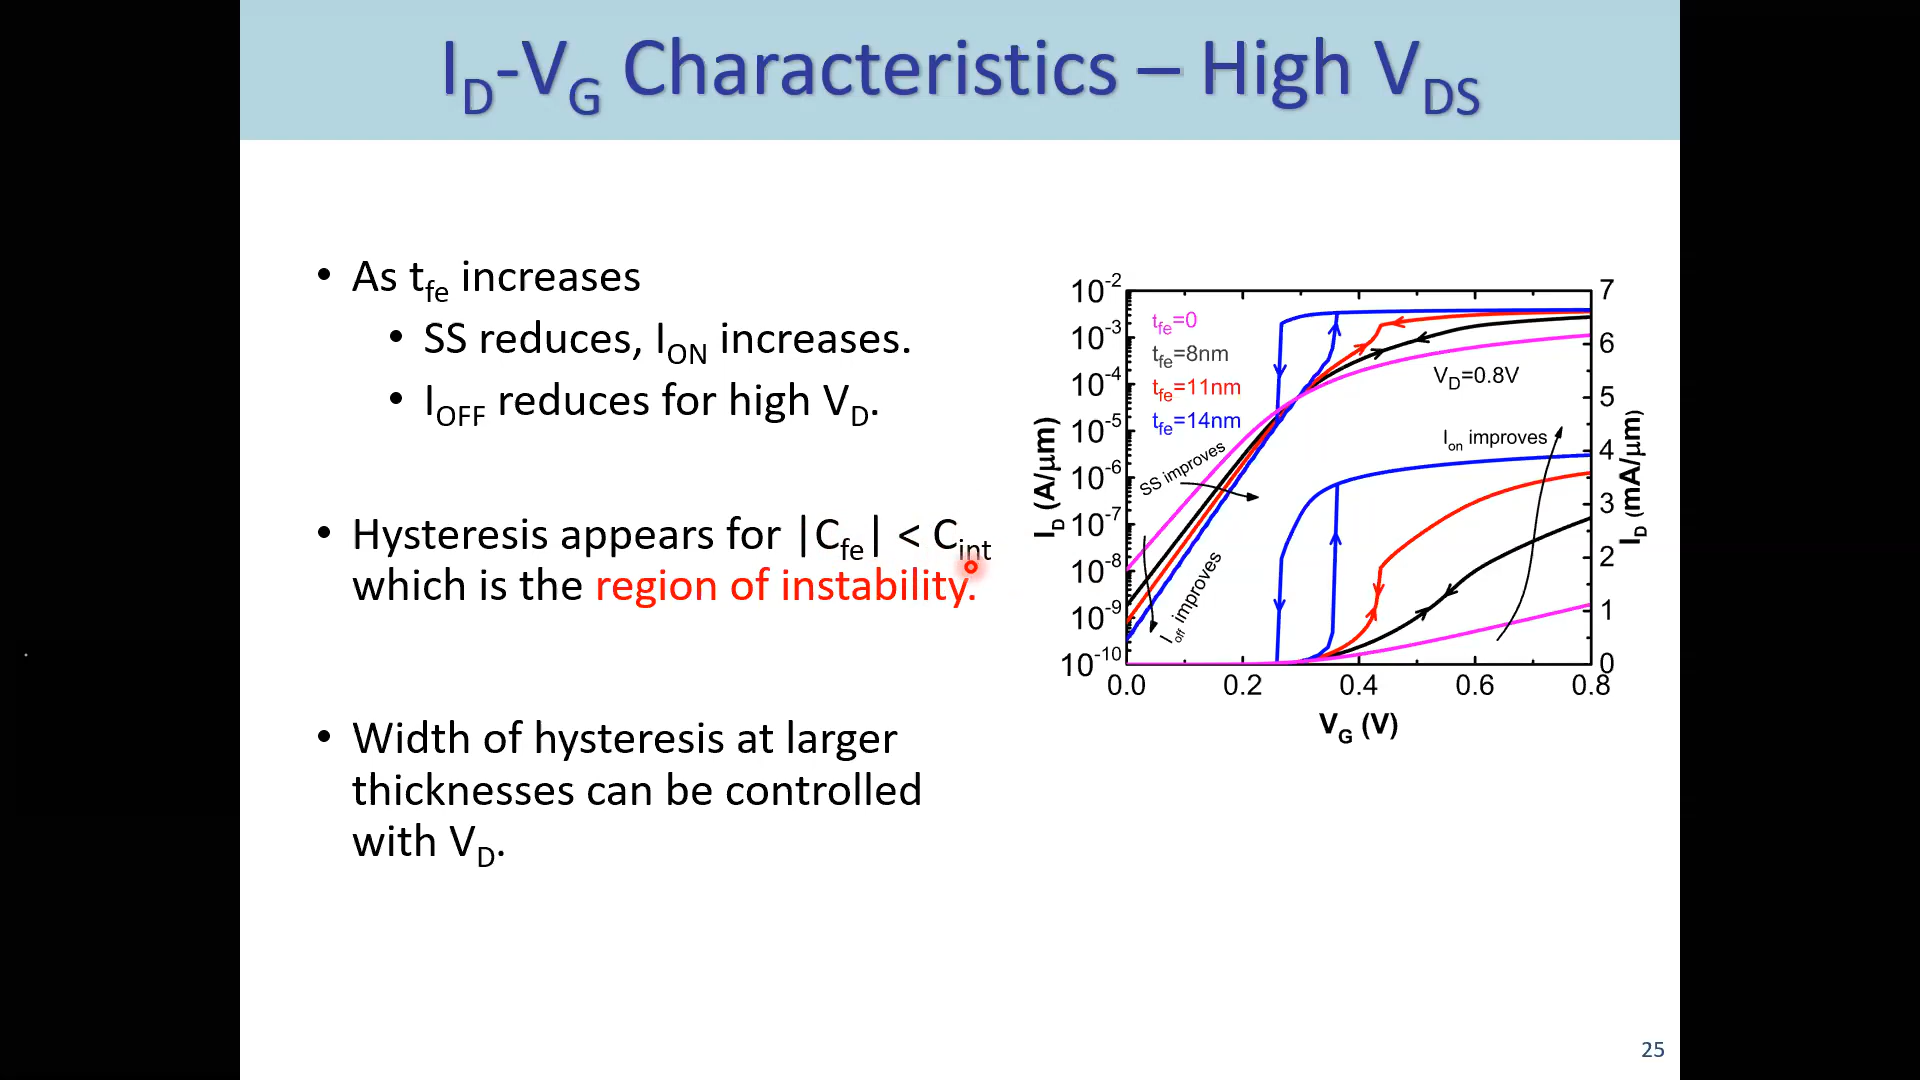 I_D-V_G Characteristics – High V_DS
• As t_fe increases
• SS reduces, I_ON increases.
• I_OFF reduces for high V_D.
• Hysteresis appears for |C_fe| < C_int
which is the region of instability.
• Width of hysteresis at larger
thicknesses can be controlled
with V_D.
10^-2
10^-3
10^-4
10^-5
10^-6
10^-7
10^-8
10^-9
10^-10
I_D (A/μm)
t_fe=0
t_fe=8nm
t_fe=11nm
t_fe=14nm
V_D=0.8V
SS improves
I_off improves
I_on improves
7
6
5
4
3
2
1
0
I_D (mA/μm)
0.0 0.2 0.4 0.6 0.8
V_G (V)
25